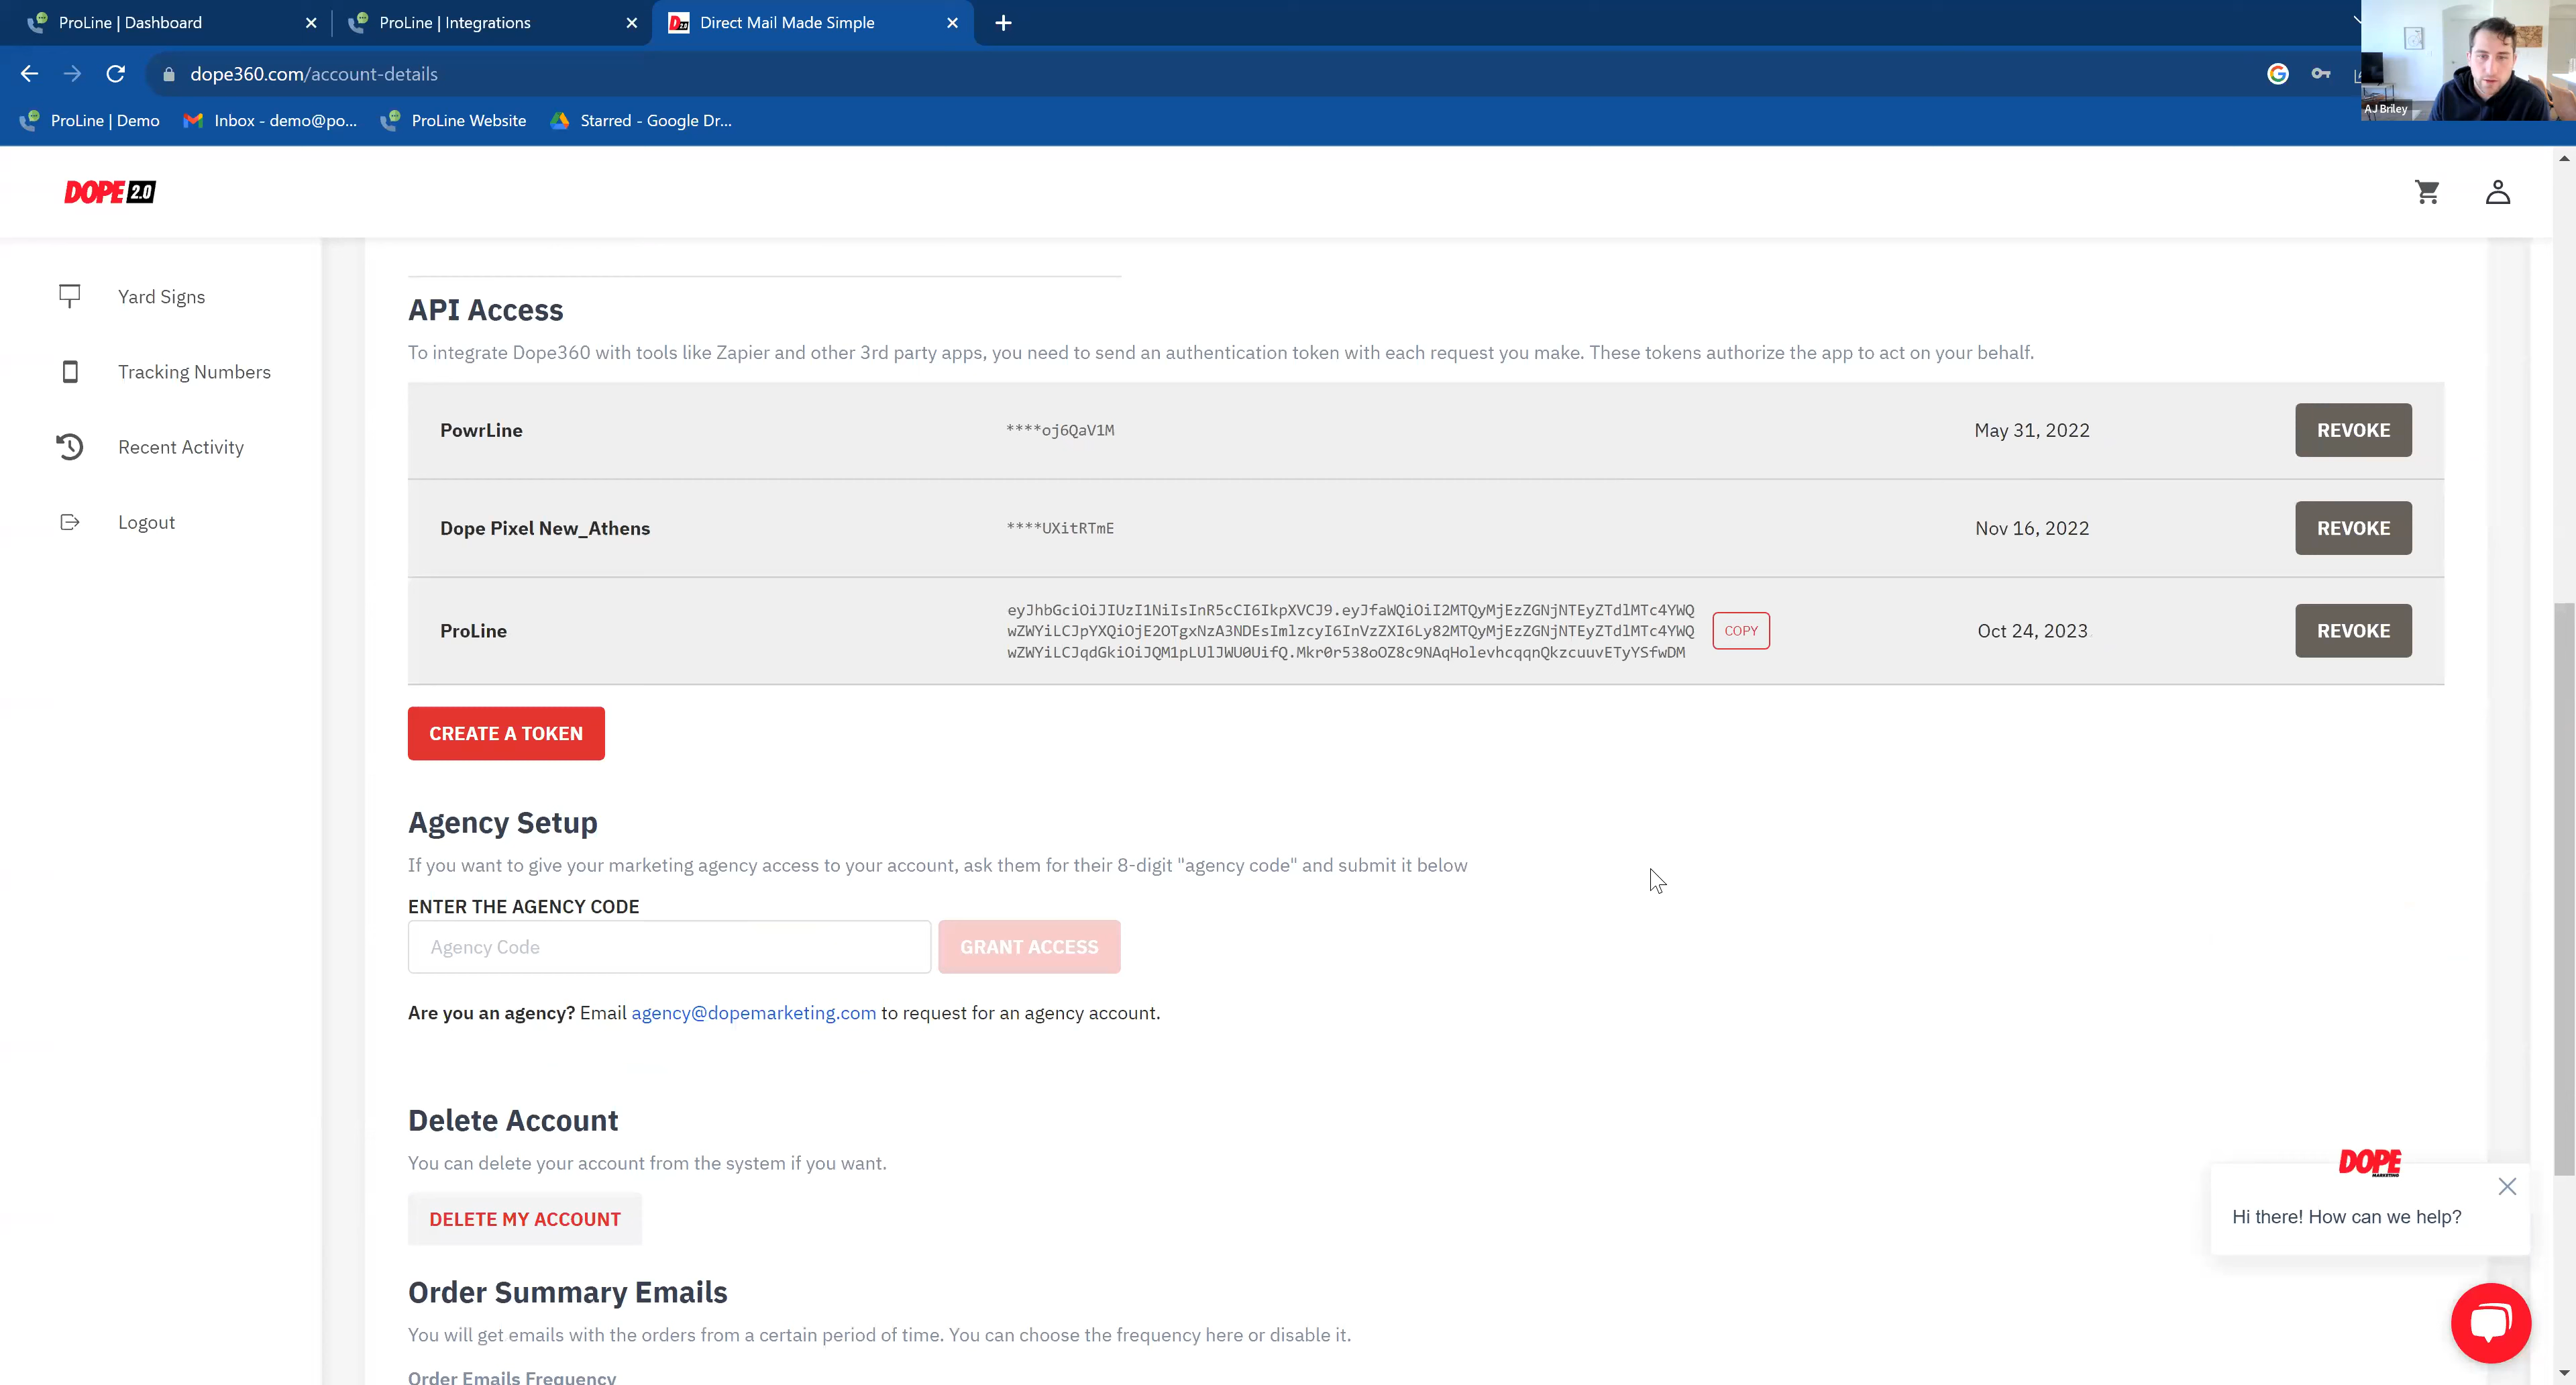 ProLine | Dashboard
ProLine | Integrations
Direct Mail Made Simple
dope360.com/account-details
ProLine | Demo
Inbox - demo@po...
ProLine Website
Starred - Google Dr...
AJ Briley
DOPE 2.0
Yard Signs
Tracking Numbers
Recent Activity
Logout
API Access
To integrate Dope360 with tools like Zapier and other 3rd party apps, you need to send an authentication token with each request you make. These tokens authorize the app to act on your behalf.
PowrLine ****oj6QaV1M May 31, 2022 REVOKE
Dope Pixel New_Athens ****UXitRTmE Nov 16, 2022 REVOKE
eyJhbGciOiJIUzI1NiIsInR5cCI6IkpXVCJ9.eyJfaWQiOiI2MTQyMjEzZGNjNTEyZTdlMTc4YWQ
ProLine wZWYiLCJpYXQiOjE2OTgxNzA3NDEsImlzcyI6InVzZXI6Ly82MTQyMjEzZGNjNTEyZTdlMTc4YWQ COPY Oct 24, 2023 REVOKE
wZWYiLCJqdGkiOiJQM1pLUlJWU0UifQ.Mkr0r538oOZ8c9NAqHolevhcqqnQkzcuuvETyYSfwDM
CREATE A TOKEN
Agency Setup
If you want to give your marketing agency access to your account, ask them for their 8-digit "agency code" and submit it below
ENTER THE AGENCY CODE
Agency Code
GRANT ACCESS
Are you an agency? Email agency@dopemarketing.com to request for an agency account.
Delete Account
You can delete your account from the system if you want.
DELETE MY ACCOUNT
DOPE
MARKETING
Hi there! How can we help?
Order Summary Emails
You will get emails with the orders from a certain period of time. You can choose the frequency here or disable it.
Order Emails Frequency